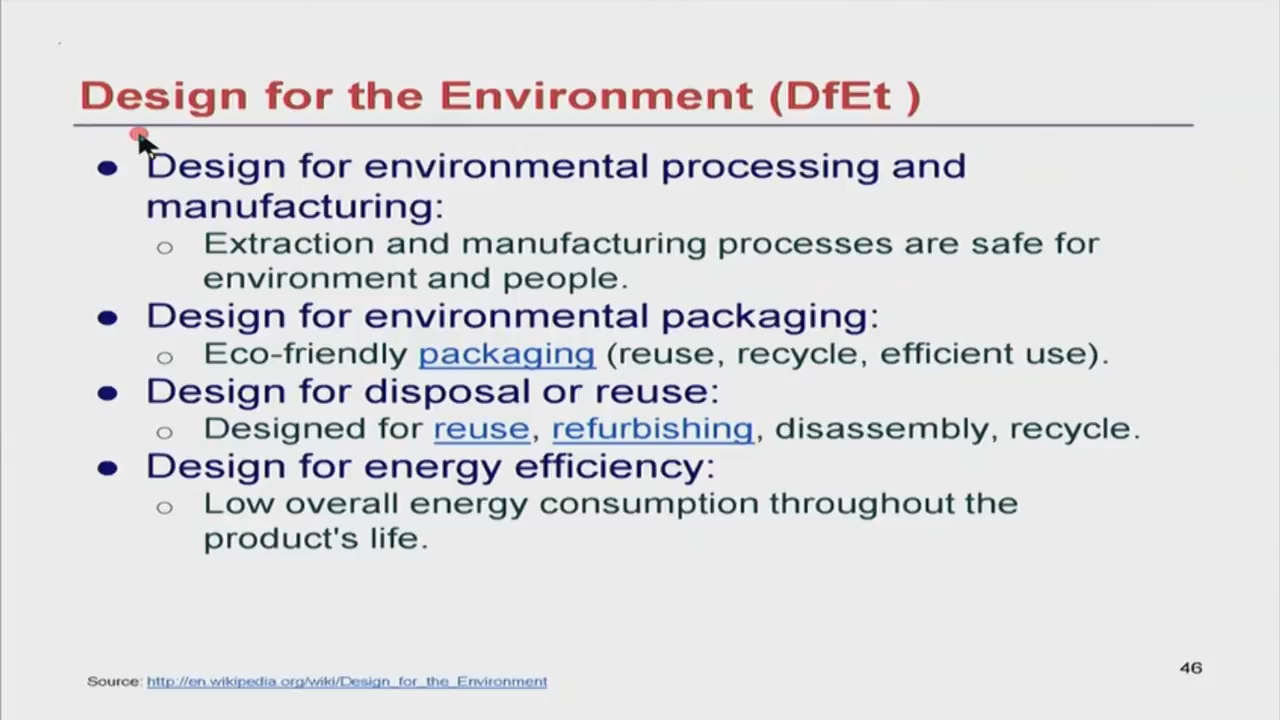 Design for the Environment (DfEt )
● Design for environmental processing and
manufacturing:
○ Extraction and manufacturing processes are safe for
environment and people.
● Design for environmental packaging:
○ Eco-friendly packaging (reuse, recycle, efficient use).
● Design for disposal or reuse:
○ Designed for reuse, refurbishing, disassembly, recycle.
● Design for energy efficiency:
○ Low overall energy consumption throughout the
product's life.
46
Source: http://en.wikipedia.org/wiki/Design_for_the_Environment